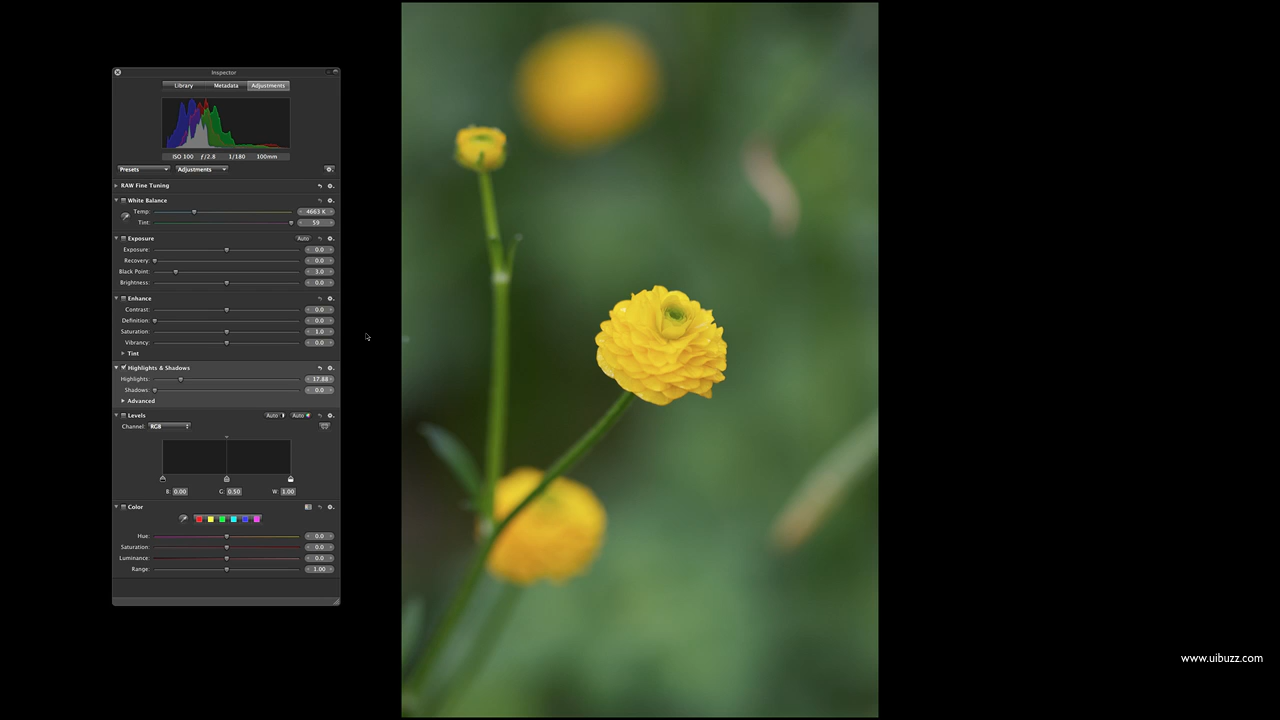 Inspector
Library Metadata Adjustments
ISO 100 ƒ/2.8 1/180 100mm
Presets Adjustments
RAW Fine Tuning
White Balance
Temp: 4663 K
Tint: 59
Exposure Auto
Exposure: 0.0
Recovery: 0.0
Black Point: 3.0
Brightness: 0.0
Enhance
Contrast: 0.0
Definition: 0.0
Saturation: 1.0
Vibrancy: 0.0
Tint
Highlights & Shadows
Highlights: 17.88
Shadows: 0.0
Advanced
Levels Auto Auto
Channel: RGB
B: 0.00 G: 0.50 W: 1.00
Color
Hue: 0.0
Saturation: 0.0
Luminance: 0.0
Range: 1.00
www.uibuzz.com